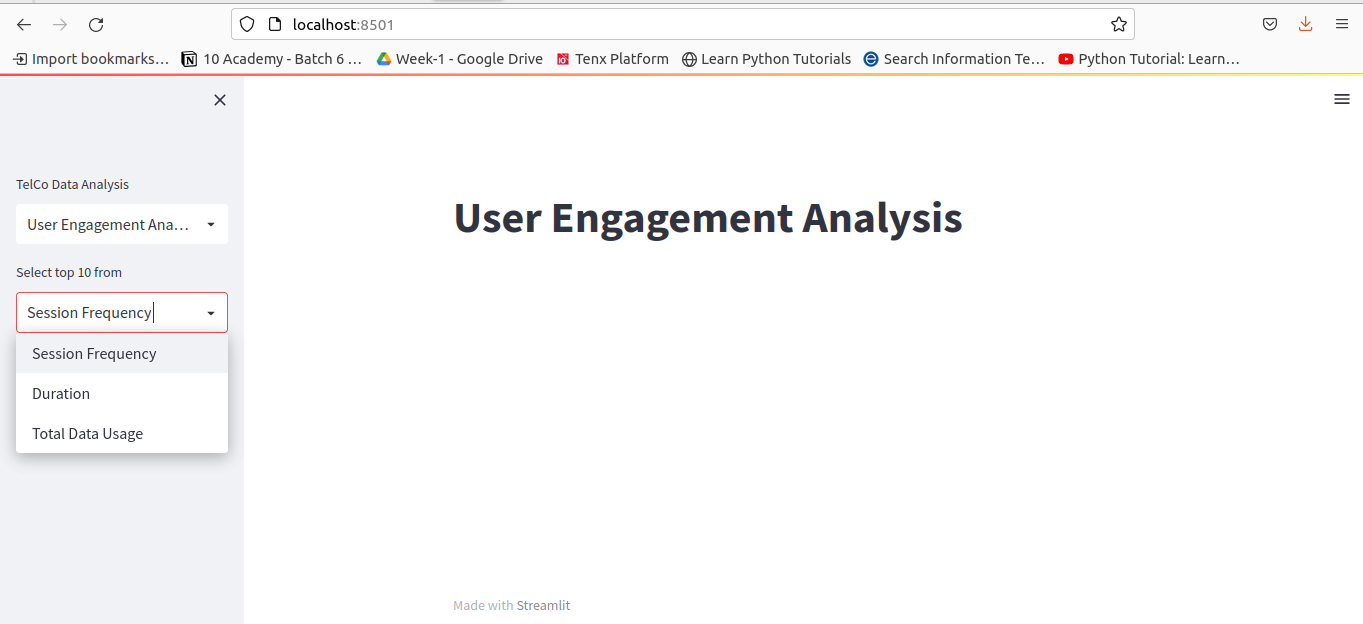 localhost:8501
Import bookmarks… 10 Academy - Batch 6 … Week-1 - Google Drive Tenx Platform Learn Python Tutorials Search Information Te… Python Tutorial: Learn…
TelCo Data Analysis
User Engagement Ana…
Select top 10 from
Session Frequency
Session Frequency
Duration
Total Data Usage
User Engagement Analysis
Made with Streamlit